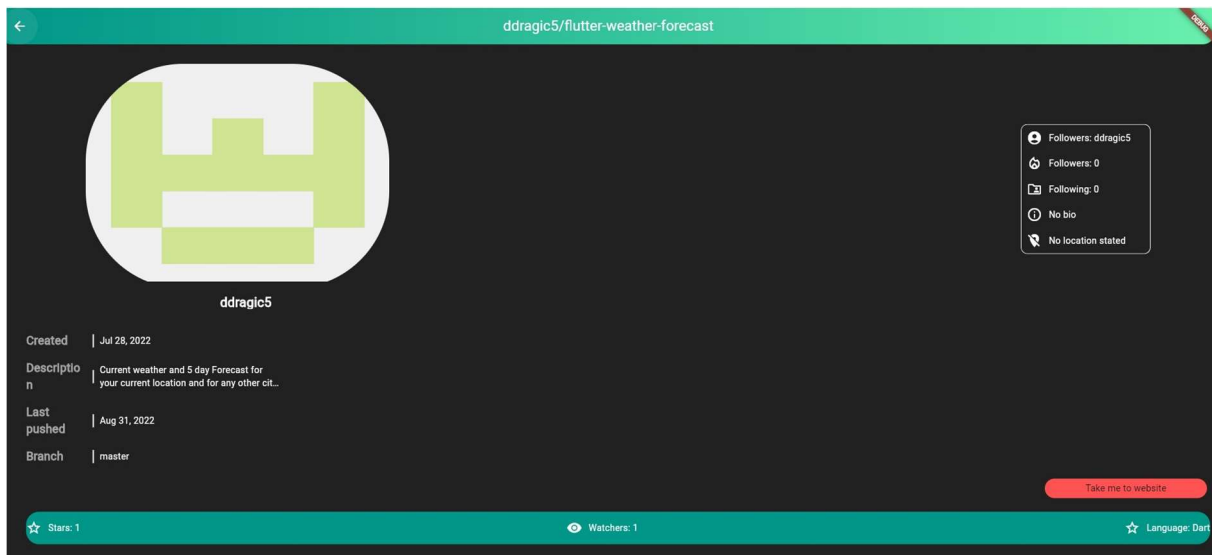 ddragic5/flutter-weather-forecast
DEBUG
Followers: ddragic5
Followers: 0
Following: 0
No bio
No location stated
ddragic5
Created
Jul 28, 2022
Descriptio
n
Current weather and 5 day Forecast for
your current location and for any other cit...
Last
pushed
Aug 31, 2022
Branch
master
Take me to website
Stars: 1
Watchers: 1
Language: Dart